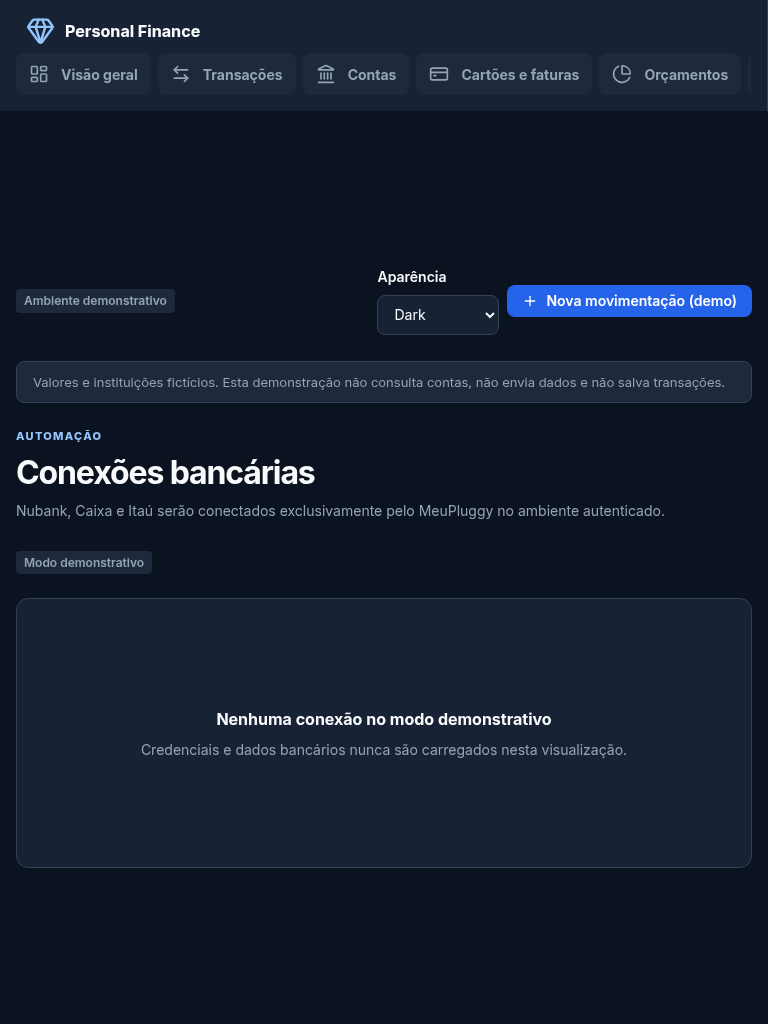 Personal Finance
Visão geral
Transações
Contas
Cartões e faturas
Orçamentos
Ambiente demonstrativo
Aparência
Dark
Nova movimentação (demo)
Valores e instituições fictícios. Esta demonstração não consulta contas, não envia dados e não salva transações.
AUTOMAÇÃO
Conexões bancárias
Nubank, Caixa e Itaú serão conectados exclusivamente pelo MeuPluggy no ambiente autenticado.
Modo demonstrativo
Nenhuma conexão no modo demonstrativo
Credenciais e dados bancários nunca são carregados nesta visualização.